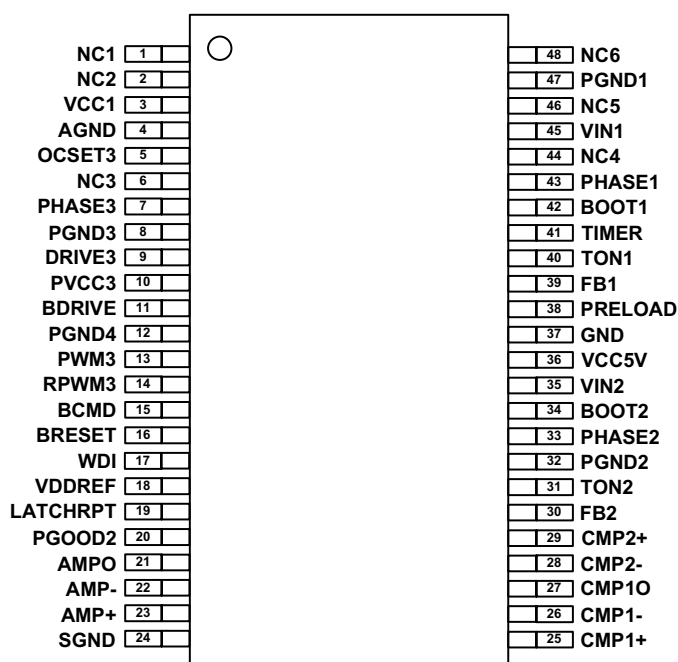 NC1 1
NC2 2
VCC1 3
AGND 4
OCSET3 5
NC3 6
PHASE3 7
PGND3 8
DRIVE3 9
PVCC3 10
BDRIVE 11
PGND4 12
PWM3 13
RPWM3 14
BCMD 15
BRESET 16
WDI 17
VDDREF 18
LATCHRPT 19
PGOOD2 20
AMPO 21
AMP- 22
AMP+ 23
SGND 24
48 NC6
47 PGND1
46 NC5
45 VIN1
44 NC4
43 PHASE1
42 BOOT1
41 TIMER
40 TON1
39 FB1
38 PRELOAD
37 GND
36 VCC5V
35 VIN2
34 BOOT2
33 PHASE2
32 PGND2
31 TON2
30 FB2
29 CMP2+
28 CMP2-
27 CMP1O
26 CMP1-
25 CMP1+